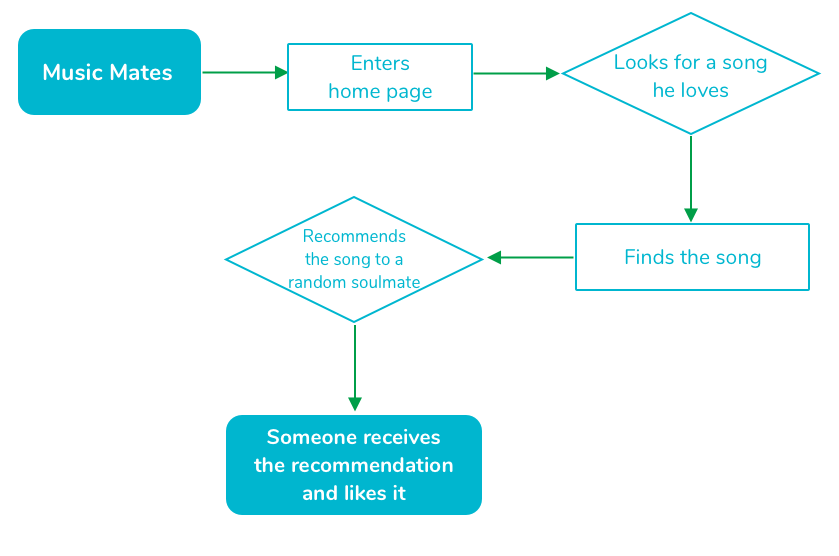 Music Mates
Enters
home page
Looks for a song
he loves
Finds the song
Recommends
the song to a
random soulmate
Someone receives
the recommendation
and likes it